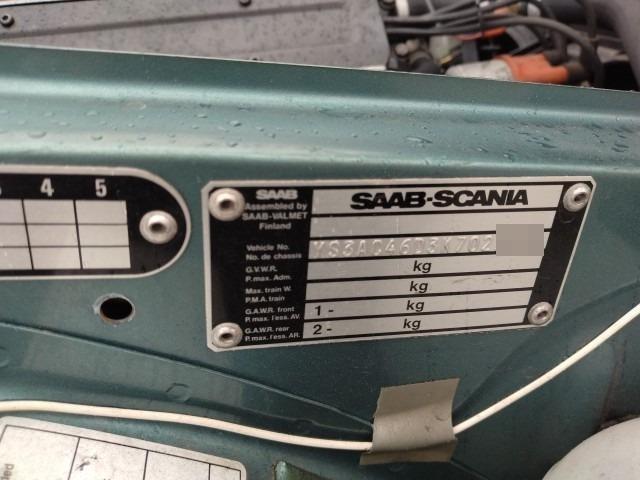 4 5
SAAB
Assembled by
SAAB-VALMET
Finland
SAAB-SCANIA
Vehicle No.
No. de chassis
YS3AC46D3K702
G.V.W.R.
P.max. Adm.
kg
Max. train W.
P.M.A. train
kg
G.A.W.R. front
P. max. l'ess. AV.
1 - kg
G.A.W.R. rear
P. max. l'ess. AR.
2 - kg